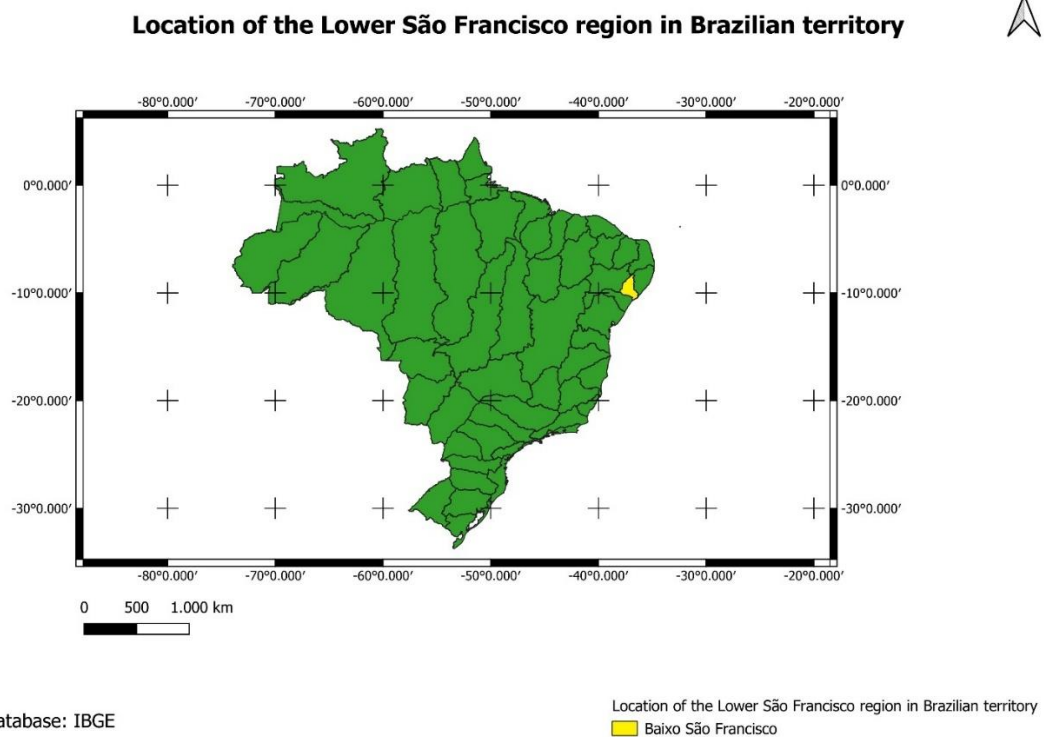 Location of the Lower São Francisco region in Brazilian territory
-80°0.000′ -70°0.000′ -60°0.000′ -50°0.000′ -40°0.000′ -30°0.000′ -20°0.000′
0°0.000′ 0°0.000′
-10°0.000′ -10°0.000′
-20°0.000′ -20°0.000′
-30°0.000′ -30°0.000′
-80°0.000′ -70°0.000′ -60°0.000′ -50°0.000′ -40°0.000′ -30°0.000′ -20°0.000′
0 500 1.000 km
atabase: IBGE
Location of the Lower São Francisco region in Brazilian territory
Baixo São Francisco